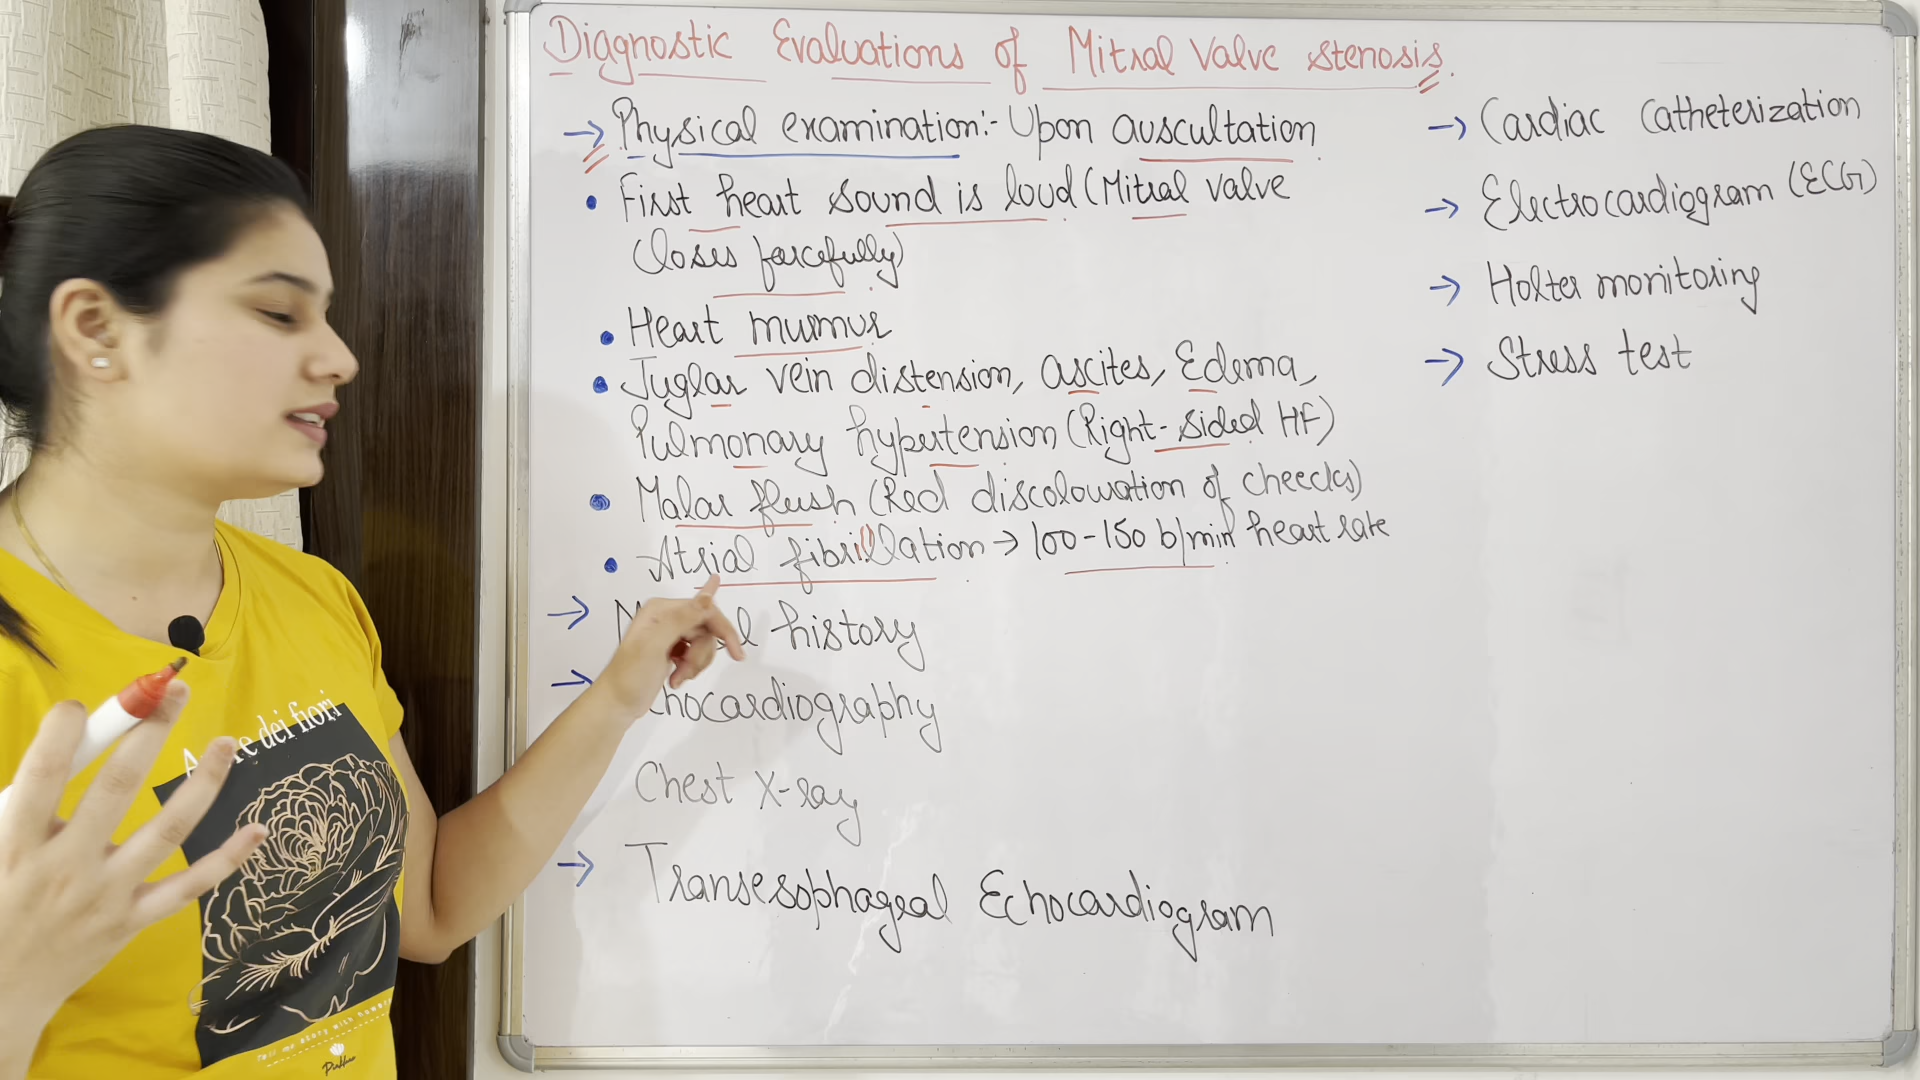 Diagnostic Evaluations of Mitral Valve stenosis.
→ Physical examination:- Upon auscultation
• First heart sound is loud (Mitral valve
Closes forcefully)
• Heart murmur
• Juglar vein distension, ascites, Edema,
Pulmonary hypertension (Right-sided HF)
• Malar flush (Red discolouration of cheecks)
• Atrial fibrillation → 100-150 b/min heart rate
→ history
→ chocardiography
Chest X-ray
→ Transesophageal Echocardiogram
→ Cardiac Catheterization
→ Electrocardiogram (ECG)
→ Holter monitoring
→ Stress test
dei fiori